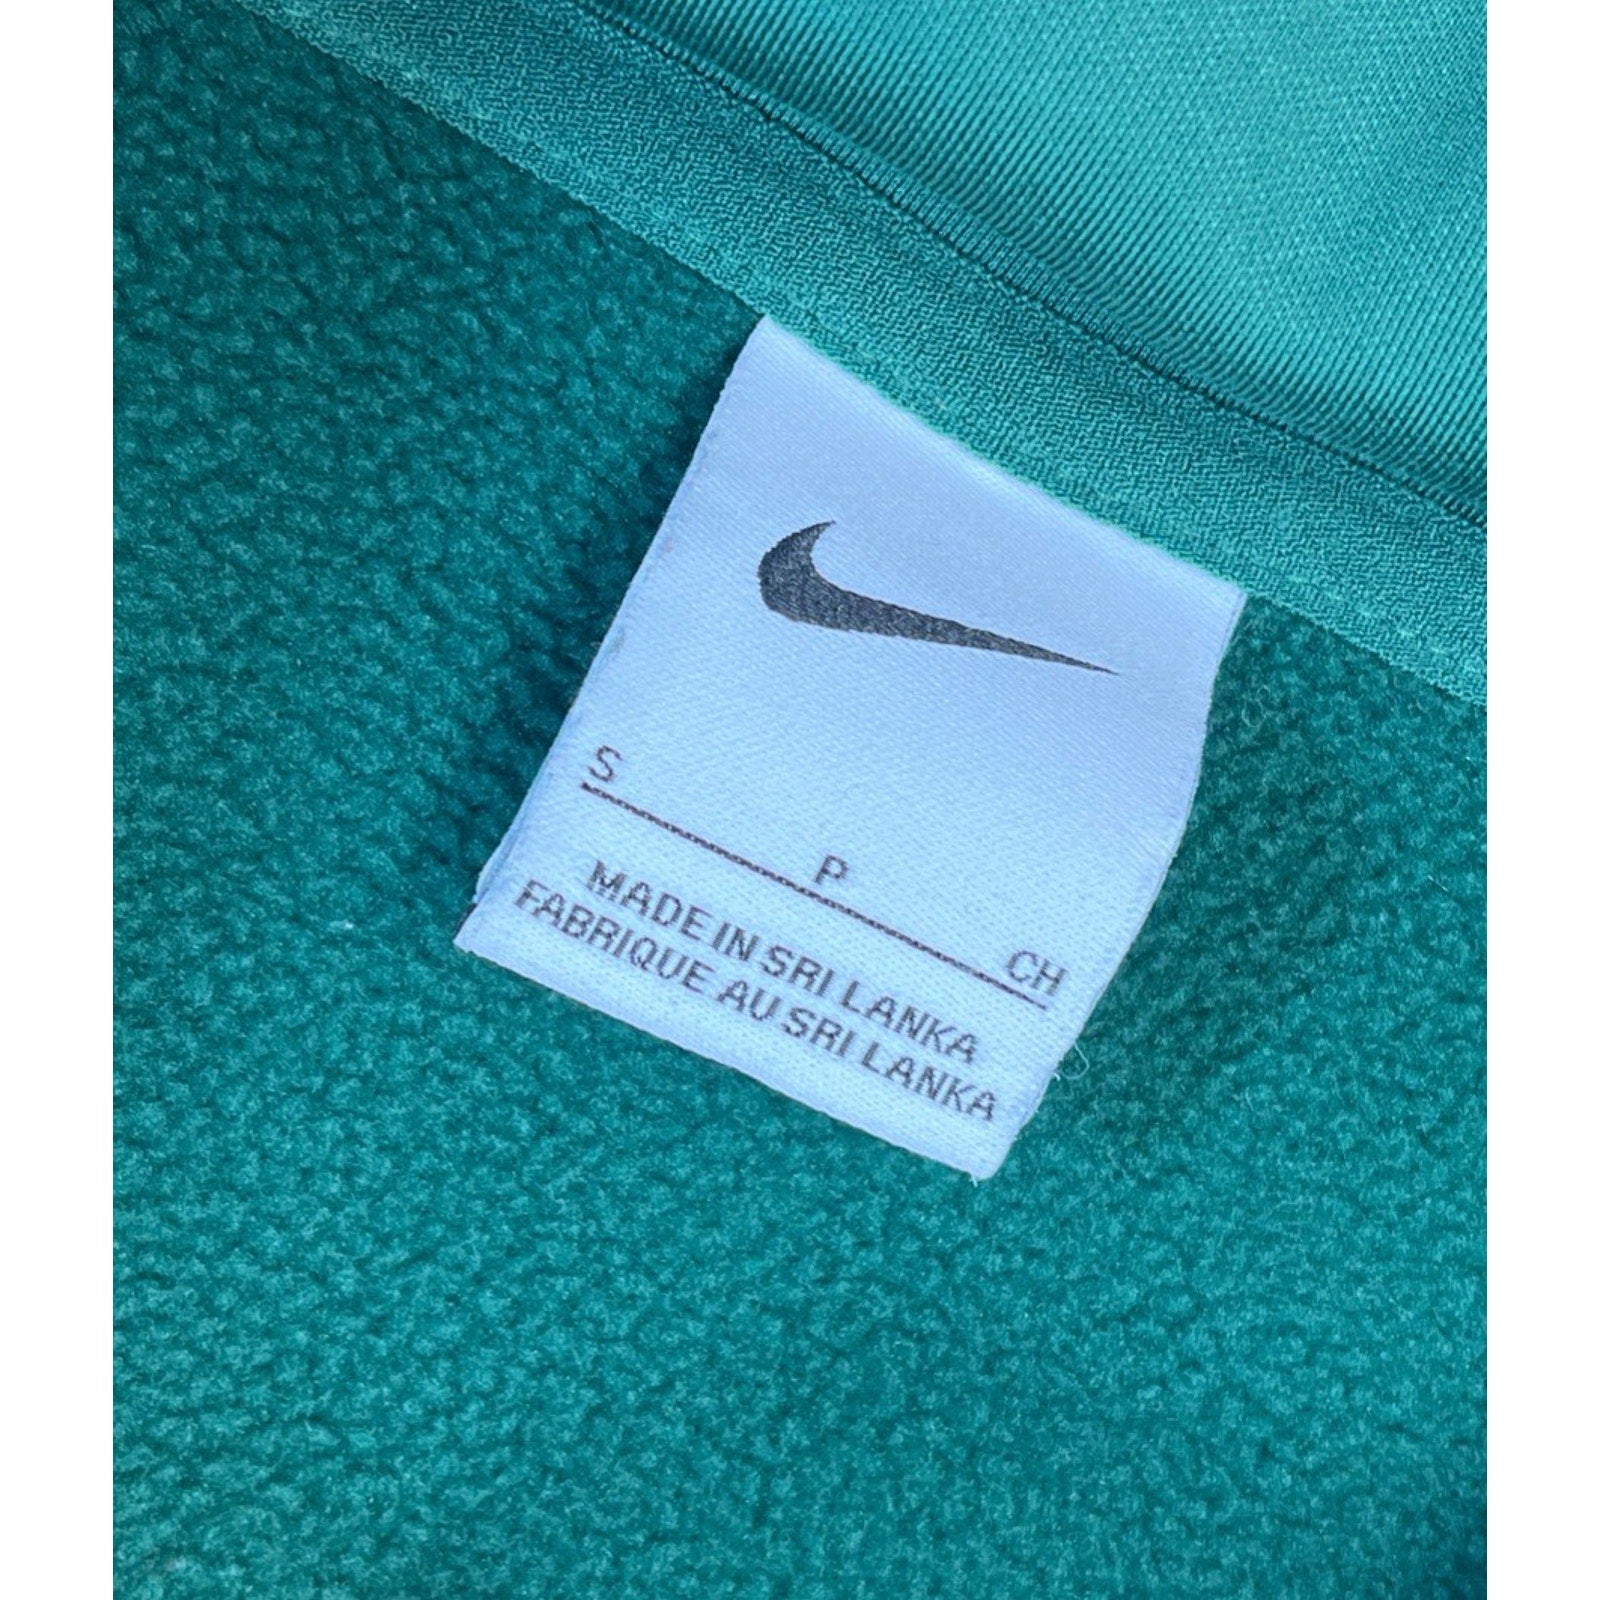 S P CH
MADE IN SRI LANKA
FABRIQUE AU SRI LANKA